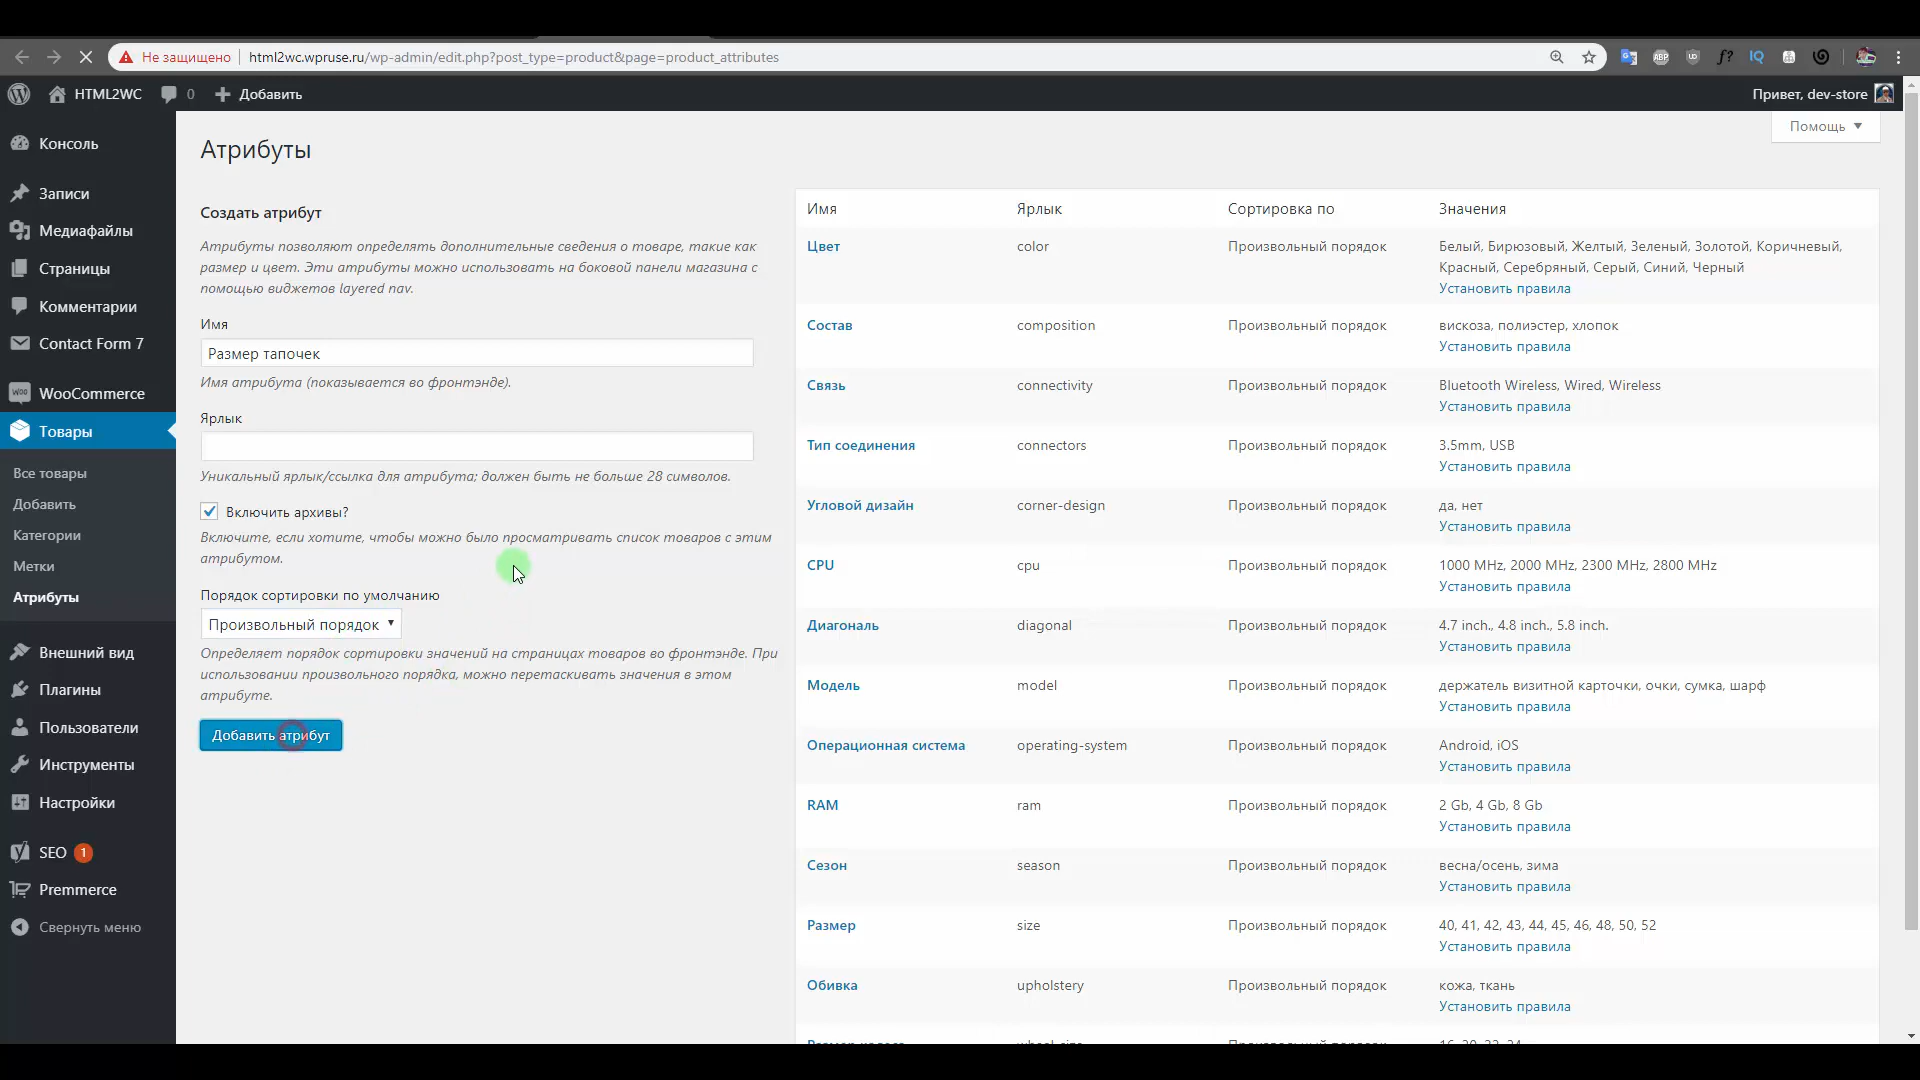 Не защищено
html2wc.wpruse.ru/wp-admin/edit.php?post_type=product&page=product_attributes
HTML2WC
0
Добавить
Привет, dev-store
Помощь
Консоль
Записи
Медиафайлы
Страницы
Комментарии
Contact Form 7
WooCommerce
Товары
Все товары
Добавить
Категории
Метки
Атрибуты
Внешний вид
Плагины
Пользователи
Инструменты
Настройки
SEO 1
Premmerce
Свернуть меню
Атрибуты
Создать атрибут
Атрибуты позволяют определять дополнительные сведения о товаре, такие как
размер и цвет. Эти атрибуты можно использовать на боковой панели магазина с
помощью виджетов layered nav.
Имя
Размер тапочек
Имя атрибута (показывается во фронтэнде).
Ярлык
Уникальный ярлык/ссылка для атрибута; должен быть не больше 28 символов.
Включить архивы?
Включите, если хотите, чтобы можно было просматривать список товаров с этим
атрибутом.
Порядок сортировки по умолчанию
Произвольный порядок
Определяет порядок сортировки значений на страницах товаров во фронтэнде. При
использовании произвольного порядка, можно перетаскивать значения в этом
атрибуте.
Добавить атрибут
Имя Ярлык Сортировка по Значения
Цвет color Произвольный порядок Белый, Бирюзовый, Желтый, Зеленый, Золотой, Коричневый,
Красный, Серебряный, Серый, Синий, Черный
Установить правила
Состав composition Произвольный порядок вискоза, полиэстер, хлопок
Установить правила
Связь connectivity Произвольный порядок Bluetooth Wireless, Wired, Wireless
Установить правила
Тип соединения connectors Произвольный порядок 3.5mm, USB
Установить правила
Угловой дизайн corner-design Произвольный порядок да, нет
Установить правила
CPU cpu Произвольный порядок 1000 MHz, 2000 MHz, 2300 MHz, 2800 MHz
Установить правила
Диагональ diagonal Произвольный порядок 4.7 inch., 4.8 inch., 5.8 inch.
Установить правила
Модель model Произвольный порядок держатель визитной карточки, очки, сумка, шарф
Установить правила
Операционная система operating-system Произвольный порядок Android, iOS
Установить правила
RAM ram Произвольный порядок 2 Gb, 4 Gb, 8 Gb
Установить правила
Сезон season Произвольный порядок весна/осень, зима
Установить правила
Размер size Произвольный порядок 40, 41, 42, 43, 44, 45, 46, 48, 50, 52
Установить правила
Обивка upholstery Произвольный порядок кожа, ткань
Установить правила